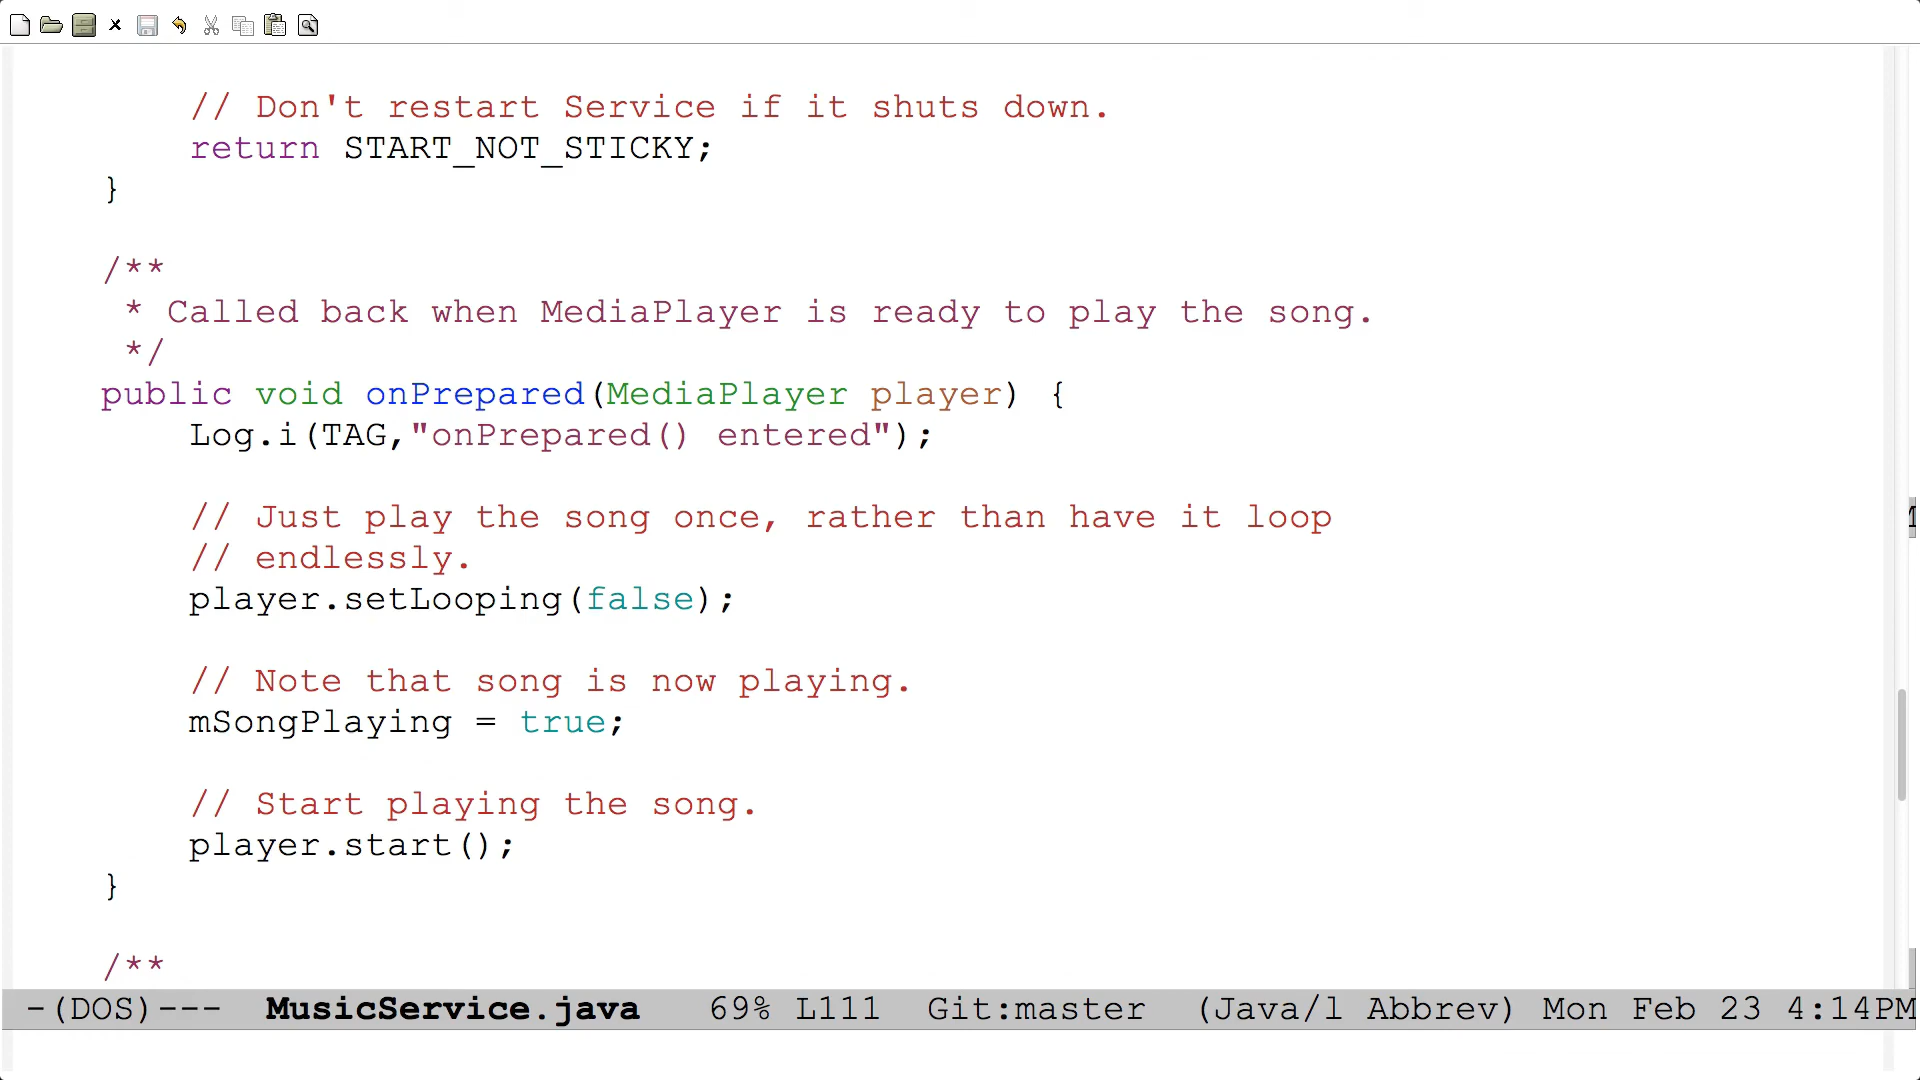 // Don't restart Service if it shuts down.
return START_NOT_STICKY;
}
/**
* Called back when MediaPlayer is ready to play the song.
*/
public void onPrepared(MediaPlayer player) {
Log.i(TAG,"onPrepared() entered");
// Just play the song once, rather than have it loop
// endlessly.
player.setLooping(false);
// Note that song is now playing.
mSongPlaying = true;
// Start playing the song.
player.start();
}
/**
-(DOS)--- MusicService.java 69% L111 Git:master (Java/l Abbrev) Mon Feb 23 4:14PM